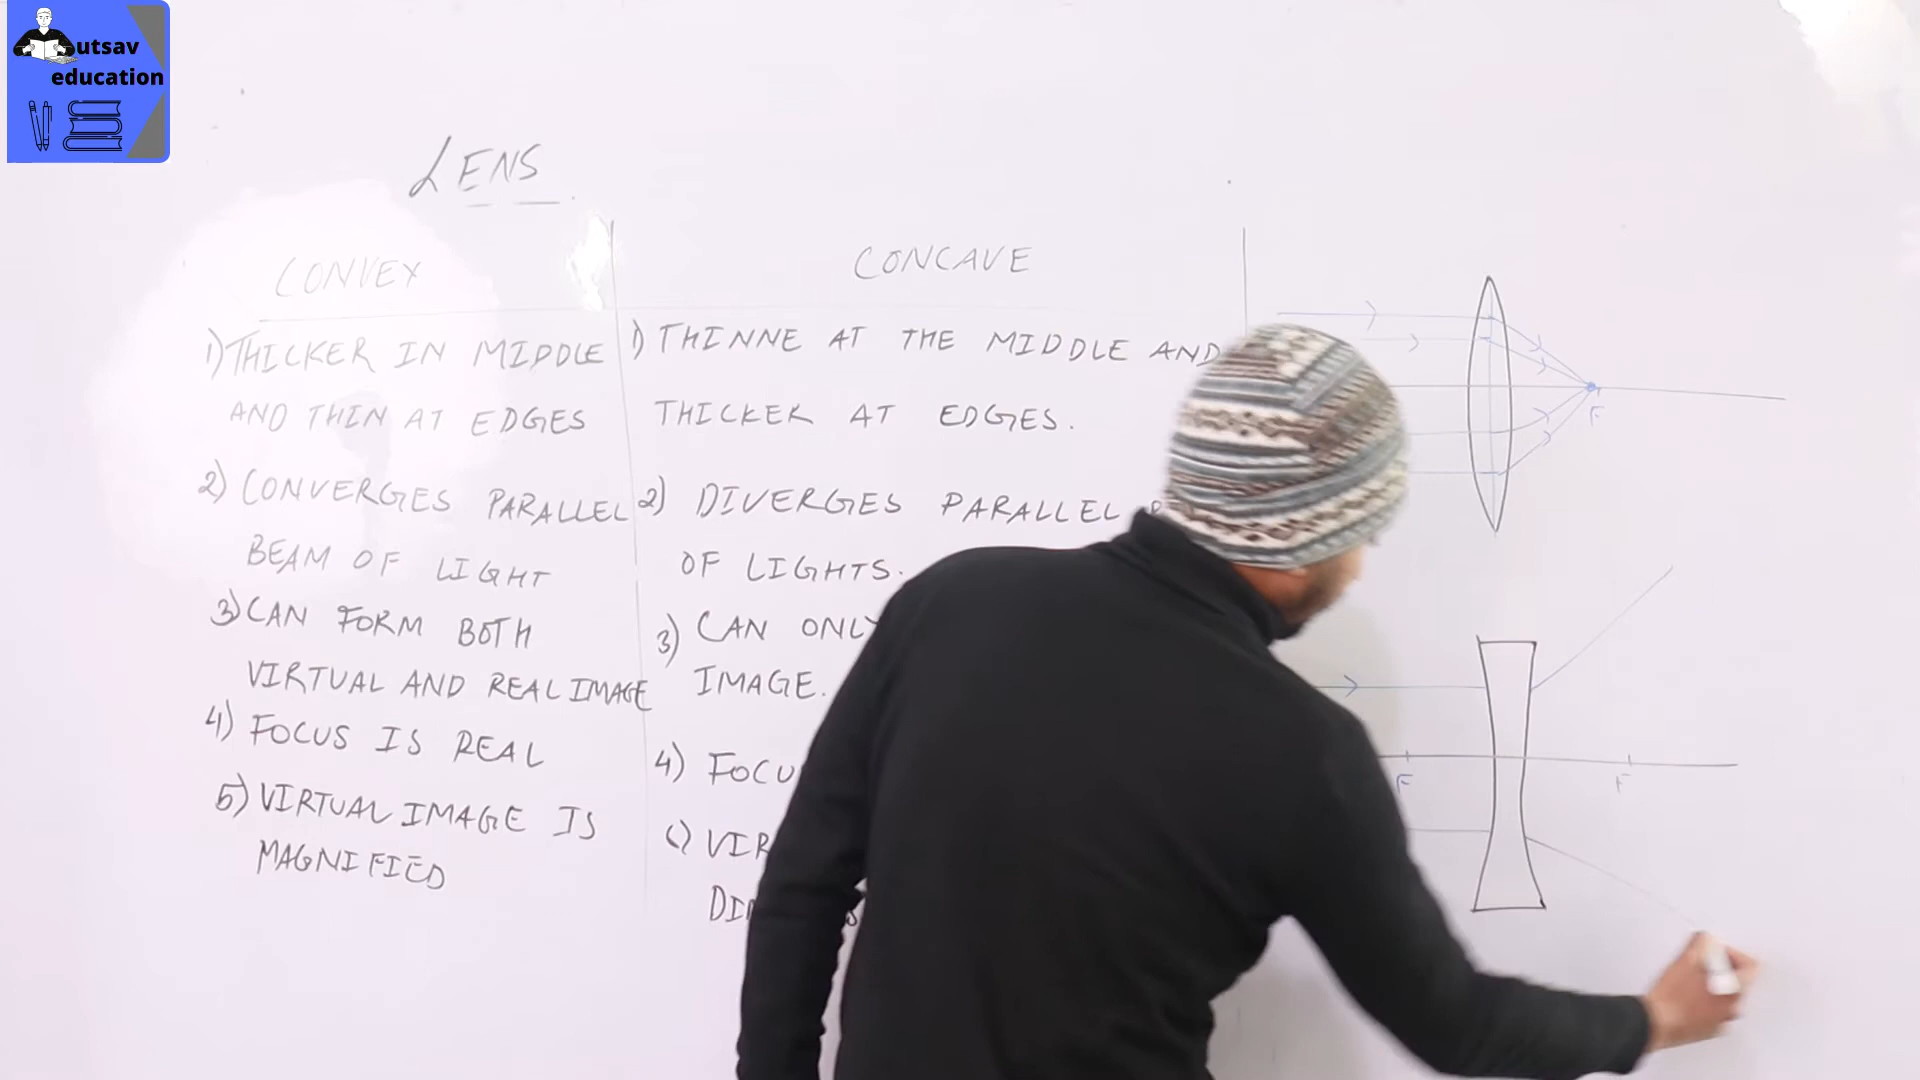 utsav
education
LENS
CONVEX
1) THICKER IN MIDDLE
AND THIN AT EDGES
2) CONVERGES PARALLEL
BEAM OF LIGHT
3) CAN FORM BOTH
VIRTUAL AND REAL IMAGE
4) FOCUS IS REAL
5) VIRTUAL IMAGE IS
MAGNIFIED
CONCAVE
1) THINNE AT THE MIDDLE AND
THICKER AT EDGES.
2) DIVERGES PARALLEL
OF LIGHTS.
3) CAN ONLY
IMAGE.
4) FOCU
VIR
F
F
F